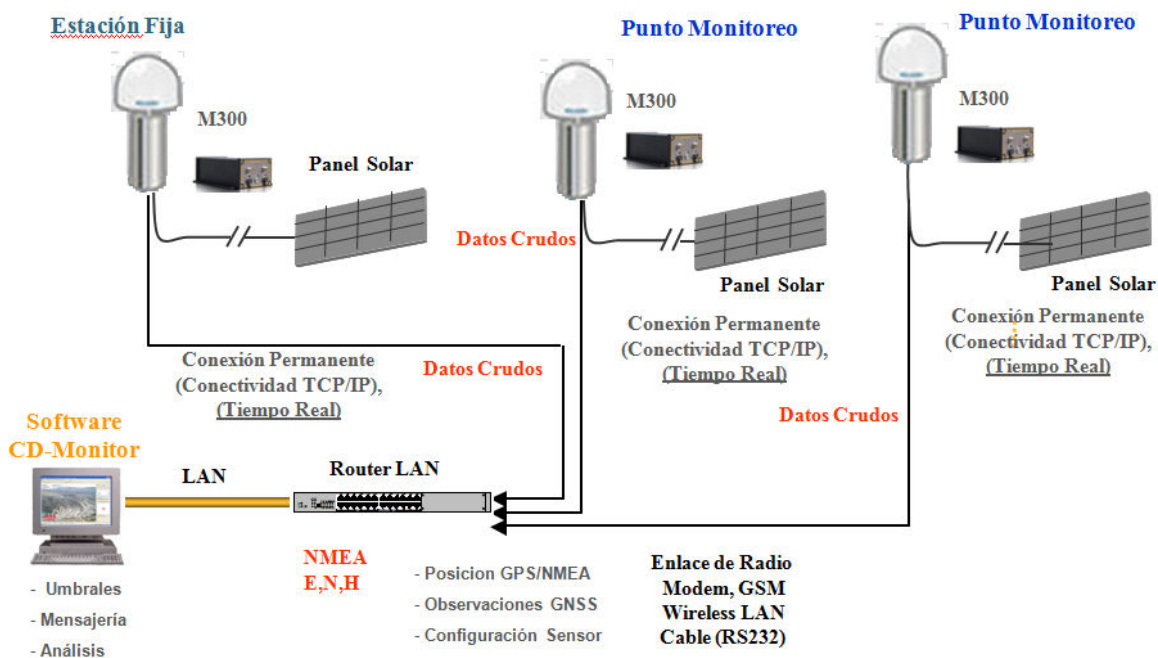 Estación Fija
Punto Monitoreo
Punto Monitoreo
M300
M300
M300
Panel Solar
Datos Crudos
Panel Solar
Panel Solar
Conexión Permanente
(Conectividad TCP/IP),
(Tiempo Real)
Conexión Permanente
(Conectividad TCP/IP),
(Tiempo Real)
Conexión Permanente
(Conectividad TCP/IP),
(Tiempo Real)
Datos Crudos
Datos Crudos
Software
CD-Monitor
LAN
Router LAN
- Umbrales
- Mensajería
- Análisis
NMEA
E,N,H
- Posicion GPS/NMEA
- Observaciones GNSS
- Configuración Sensor
Enlace de Radio
Modem, GSM
Wireless LAN
Cable (RS232)